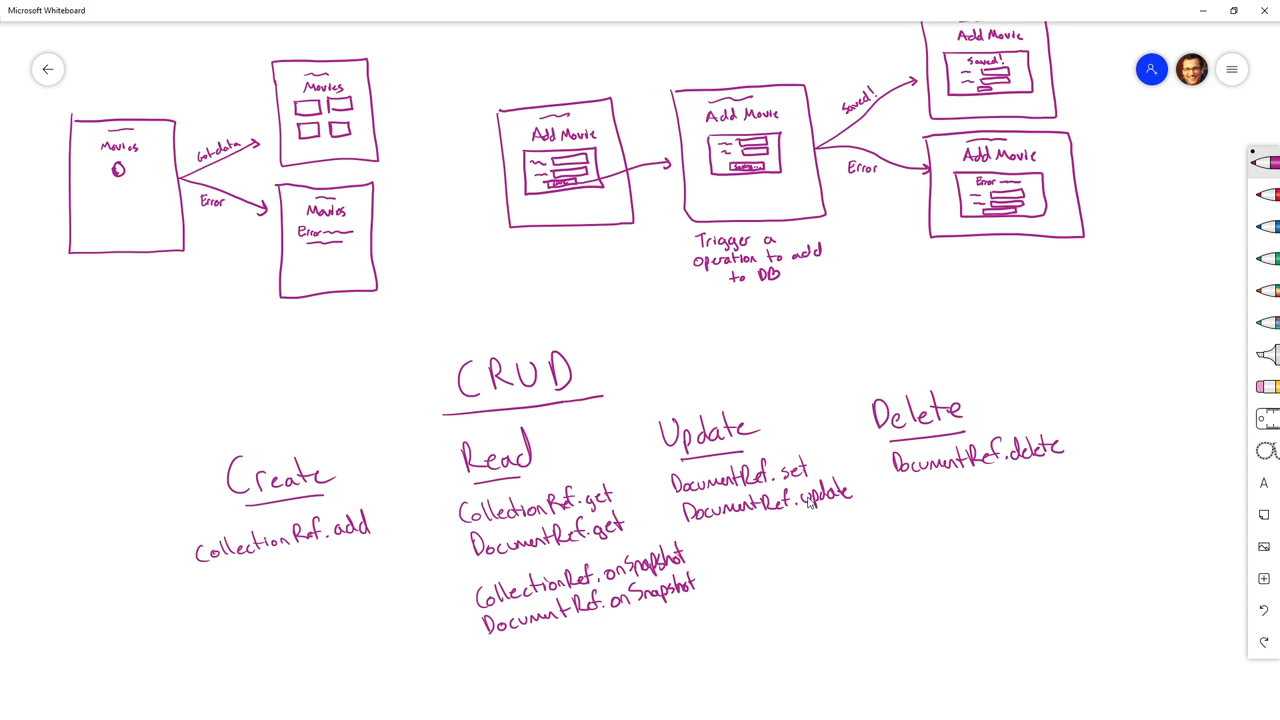 Microsoft Whiteboard
Movies
Got data
Error
Movies
Movies
Error
Add Movie
Add Movie
Trigger a
operation to add
to DB
Saved!
Error
Add Movie
Saved!
Add Movie
Error
CRUD
Create
CollectionRef.add
Read
CollectionRef.get
DocumentRef.get
CollectionRef.onSnapshot
DocumentRef.onSnapshot
Update
DocumentRef.set
DocumentRef.update
Delete
DocumentRef.delete
A